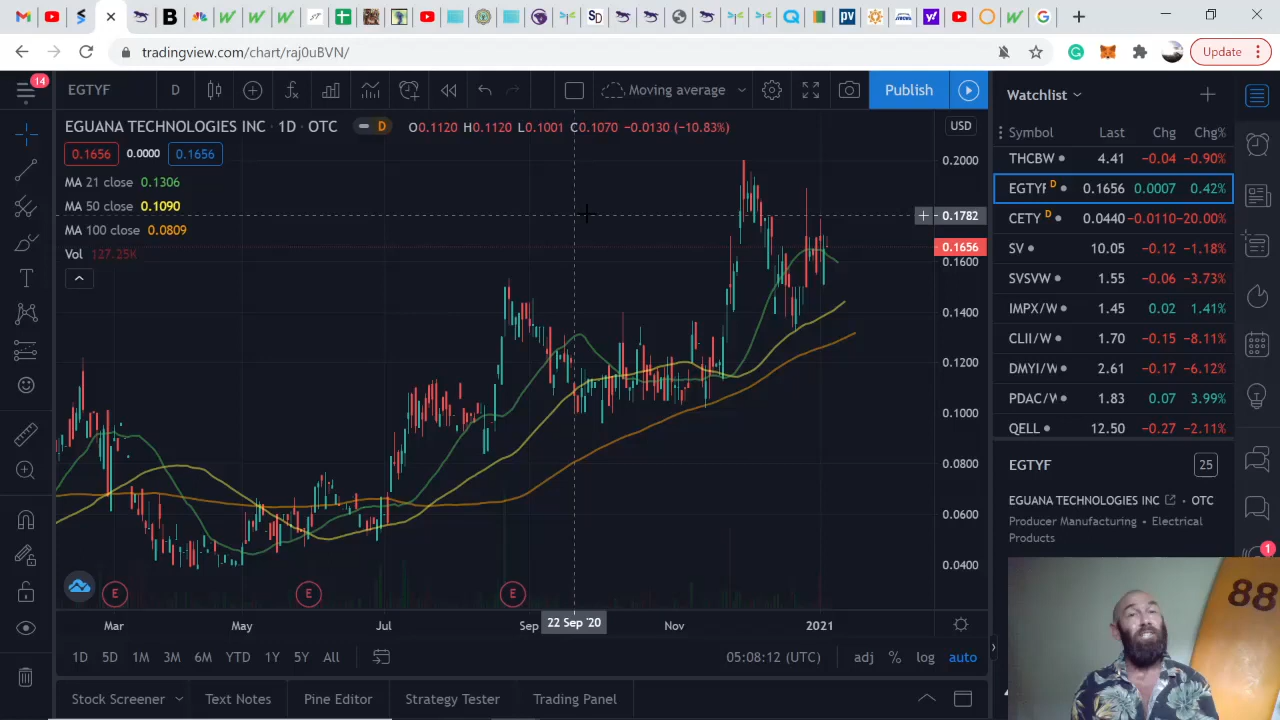 B
W
W
W
ST
SD
Q
pv
W
tradingview.com/chart/raj0uBVN/
Update
14
EGTYF
D
Moving average
Publish
Watchlist
EGUANA TECHNOLOGIES INC · 1D · OTC
D
O0.1120 H0.1120 L0.1001 C0.1070 −0.0130 (−10.83%)
USD
0.1656 0.0000 0.1656
MA 21 close 0.1306
MA 50 close 0.1090
MA 100 close 0.0809
Vol 127.25K
0.2000
0.1782
0.1656
0.1600
0.1400
0.1200
0.1000
0.0800
0.0600
0.0400
E
E
E
Mar May Jul Sep 22 Sep '20 Nov 2021
1D 5D 1M 3M 6M YTD 1Y 5Y All
05:08:12 (UTC) adj % log auto
Stock Screener Text Notes Pine Editor Strategy Tester Trading Panel
Symbol Last Chg Chg%
THCBW 4.41 −0.04 −0.90%
EGTYF D 0.1656 0.0007 0.42%
CETY D 0.0440 −0.0110 −20.00%
SV 10.05 −0.12 −1.18%
SVSVW 1.55 −0.06 −3.73%
IMPX/W 1.45 0.02 1.41%
CLII/W 1.70 −0.15 −8.11%
DMYI/W 2.61 −0.17 −6.12%
PDAC/W 1.83 0.07 3.99%
QELL 12.50 −0.27 −2.11%
EGTYF
25
EGUANA TECHNOLOGIES INC · OTC
Producer Manufacturing • Electrical
Products
1
88